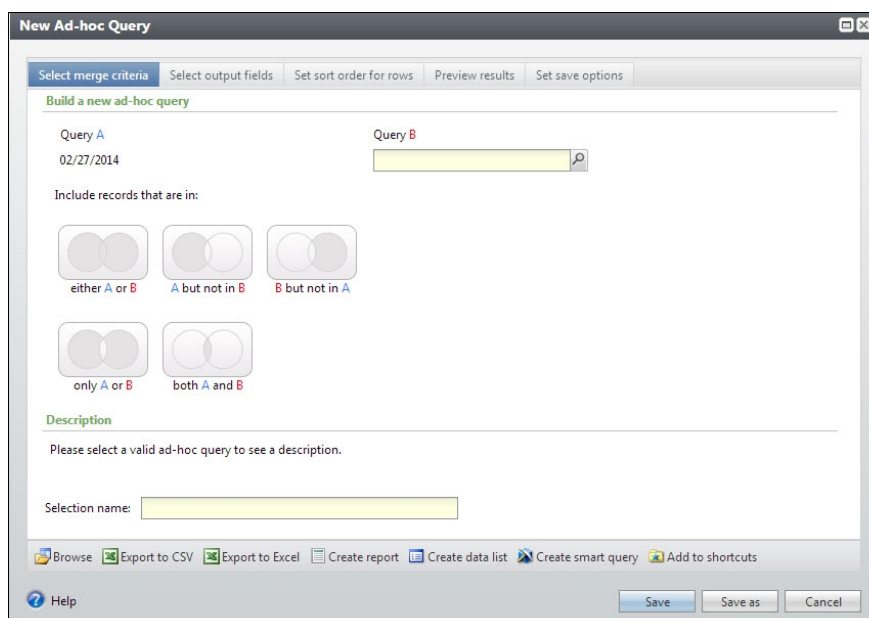 New Ad-hoc Query
Select merge criteria Select output fields Set sort order for rows Preview results Set save options
Build a new ad-hoc query
Query A Query B
02/27/2014
Include records that are in:
either A or B A but not in B B but not in A
only A or B both A and B
Description
Please select a valid ad-hoc query to see a description.
Selection name:
Browse Export to CSV Export to Excel Create report Create data list Create smart query Add to shortcuts
Help Save Save as Cancel